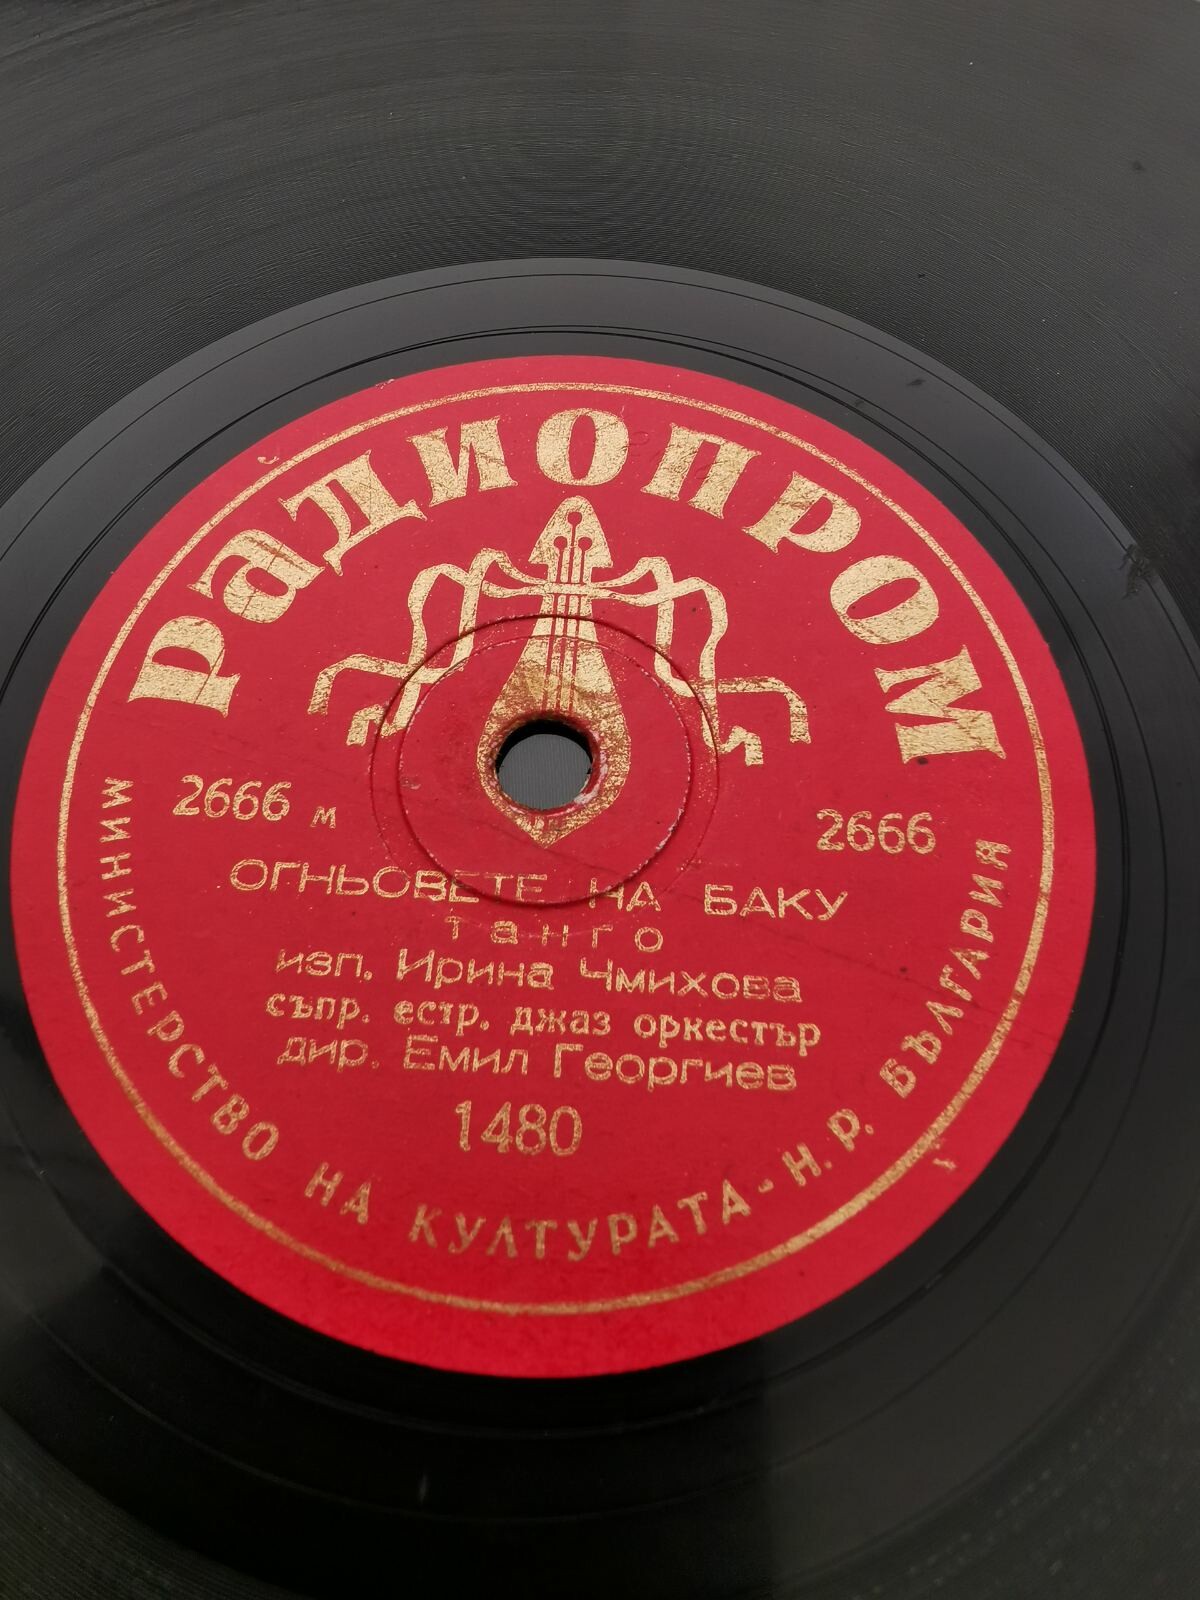 РАДИОПРОМ
2666 м 2666
ОГНЬОВЕТЕ НА БАКУ
танго
изп. Ирина Чмихова
съпр. естр. джаз оркестър
дир. Емил Георгиев
1480
МИНИСТЕРСТВО НА КУЛТУРАТА - Н. Р. БЪЛГАРИЯ